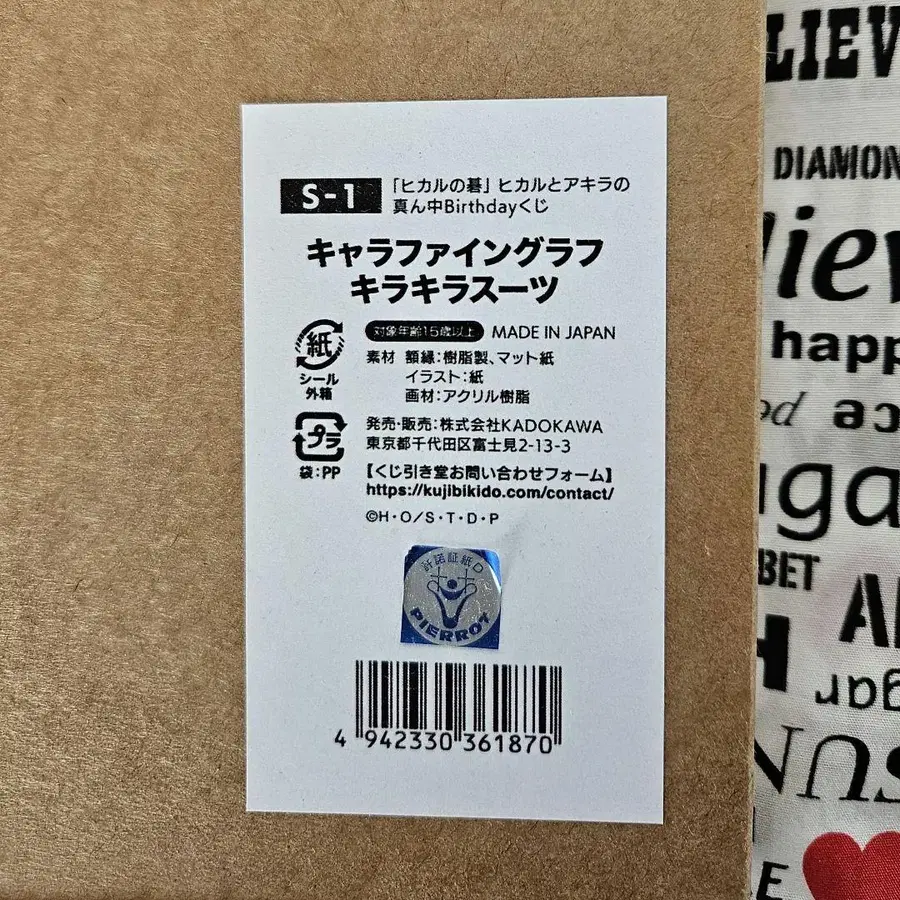 S-1
「ヒカルの碁」ヒカルとアキラの
真ん中Birthdayくじ
キャラファイングラフ
キラキラスーツ
紙
シール
外箱
対象年齢15歳以上 MADE IN JAPAN
素材 額縁:樹脂製、マット紙
イラスト:紙
画材:アクリル樹脂
プラ
袋:PP
発売・販売:株式会社KADOKAWA
東京都千代田区富士見2-13-3
【くじ引き堂お問い合わせフォーム】
https://kujibikido.com/contact/
©H・O/S・T・D・P
許諾証紙D
PIERROT
4 942330 361870
LIEV
DIAMON
liev
happ
od
ace
uga
BET
AL
H
gar
SUN
E